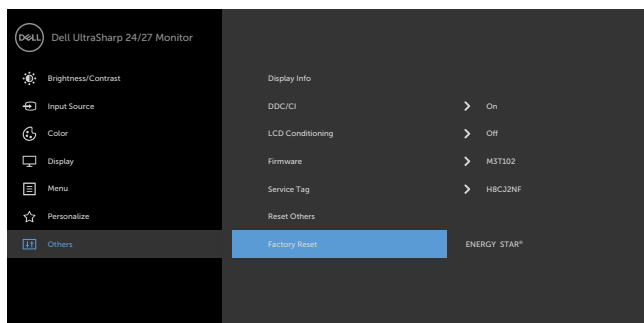 DELL Dell UltraSharp 24/27 Monitor
Brightness/Contrast Display Info
Input Source DDC/CI On
Color LCD Conditioning Off
Display Firmware M3T102
Menu Service Tag H8CJ2NF
Personalize Reset Others
Others Factory Reset ENERGY STAR®